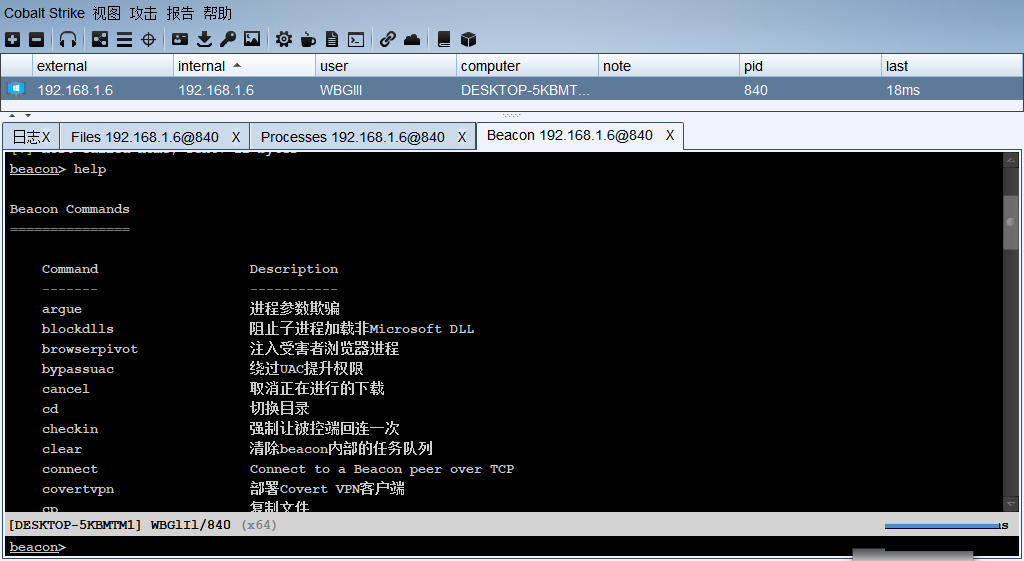 Cobalt Strike 视图 攻击 报告 帮助
external internal user computer note pid last
192.168.1.6 192.168.1.6 WBGlIl DESKTOP-5KBMT... 840 18ms
日志X Files 192.168.1.6@840 X Processes 192.168.1.6@840 X Beacon 192.168.1.6@840 X
beacon> help
Beacon Commands
===============
Command Description
------- -----------
argue 进程参数欺骗
blockdlls 阻止子进程加载非Microsoft DLL
browserpivot 注入受害者浏览器进程
bypassuac 绕过UAC提升权限
cancel 取消正在进行的下载
cd 切换目录
checkin 强制让被控端回连一次
clear 清除beacon内部的任务队列
connect Connect to a Beacon peer over TCP
covertvpn 部署Covert VPN客户端
cp 复制文件
[DESKTOP-5KBMTM1] WBGlIl/840 (x64)
beacon>